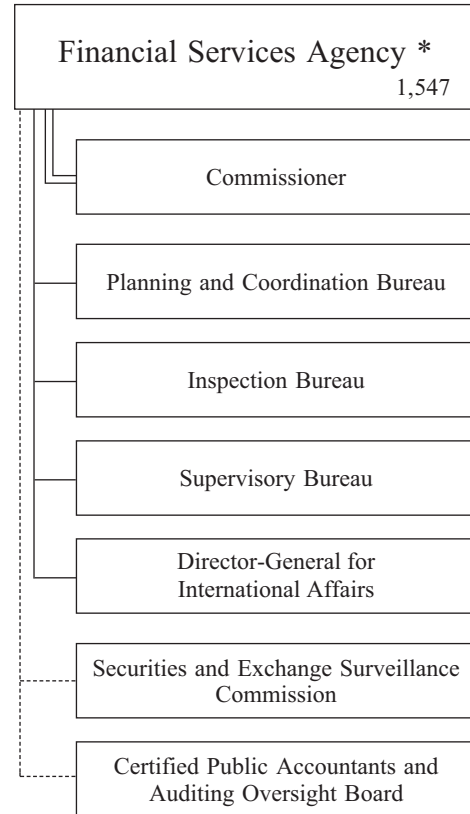 Financial Services Agency *
1,547
Commissioner
Planning and Coordination Bureau
Inspection Bureau
Supervisory Bureau
Director-General for
International Affairs
Securities and Exchange Surveillance
Commission
Certified Public Accountants and
Auditing Oversight Board